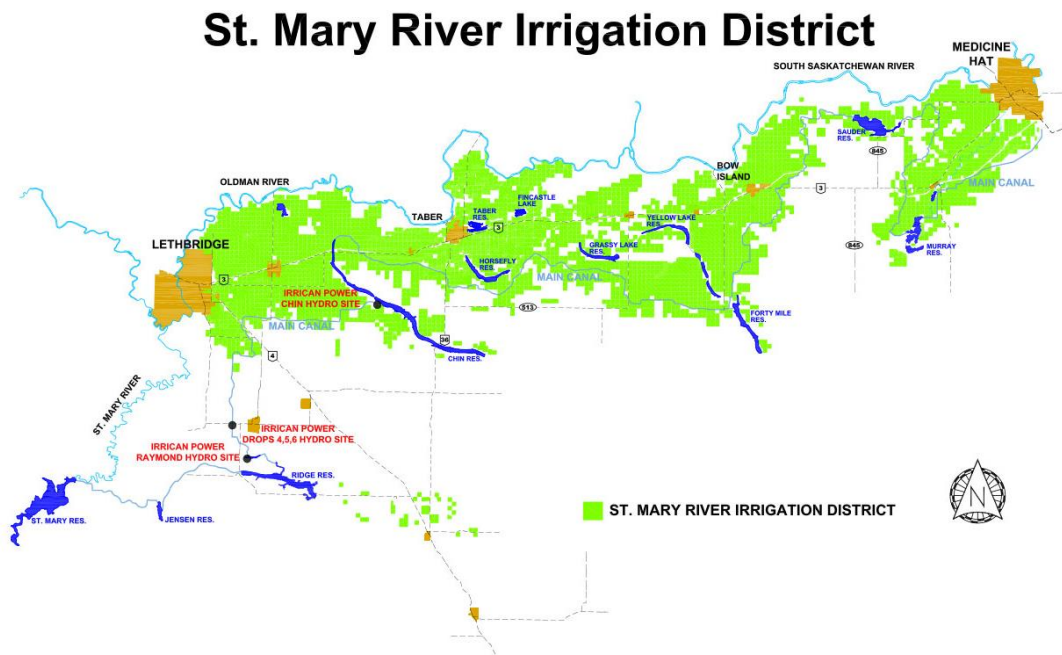 St. Mary River Irrigation District
MEDICINE
HAT
SOUTH SASKATCHEWAN RIVER
SAUDER
RES.
845
BOW
ISLAND
3
MAIN CANAL
OLDMAN RIVER
TABER
TABER
RES.
FINCASTLE
LAKE
3
YELLOW LAKE
RES.
GRASSY LAKE
RES.
845
MURRAY
RES.
LETHBRIDGE
3
HORSEFLY
RES.
MAIN CANAL
IRRICAN POWER
CHIN HYDRO SITE
513
FORTY MILE
RES.
MAIN CANAL
36
CHIN RES.
4
ST. MARY RIVER
IRRICAN POWER
DROPS 4,5,6 HYDRO SITE
IRRICAN POWER
RAYMOND HYDRO SITE
RIDGE RES.
ST. MARY RES.
JENSEN RES.
ST. MARY RIVER IRRIGATION DISTRICT
N